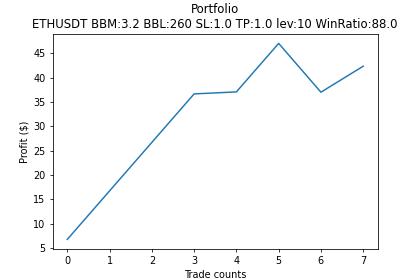 Portfolio
ETHUSDT BBM:3.2 BBL:260 SL:1.0 TP:1.0 lev:10 WinRatio:88.0
45
40
35
30
25
20
15
10
5
Profit ($)
0 1 2 3 4 5 6 7
Trade counts